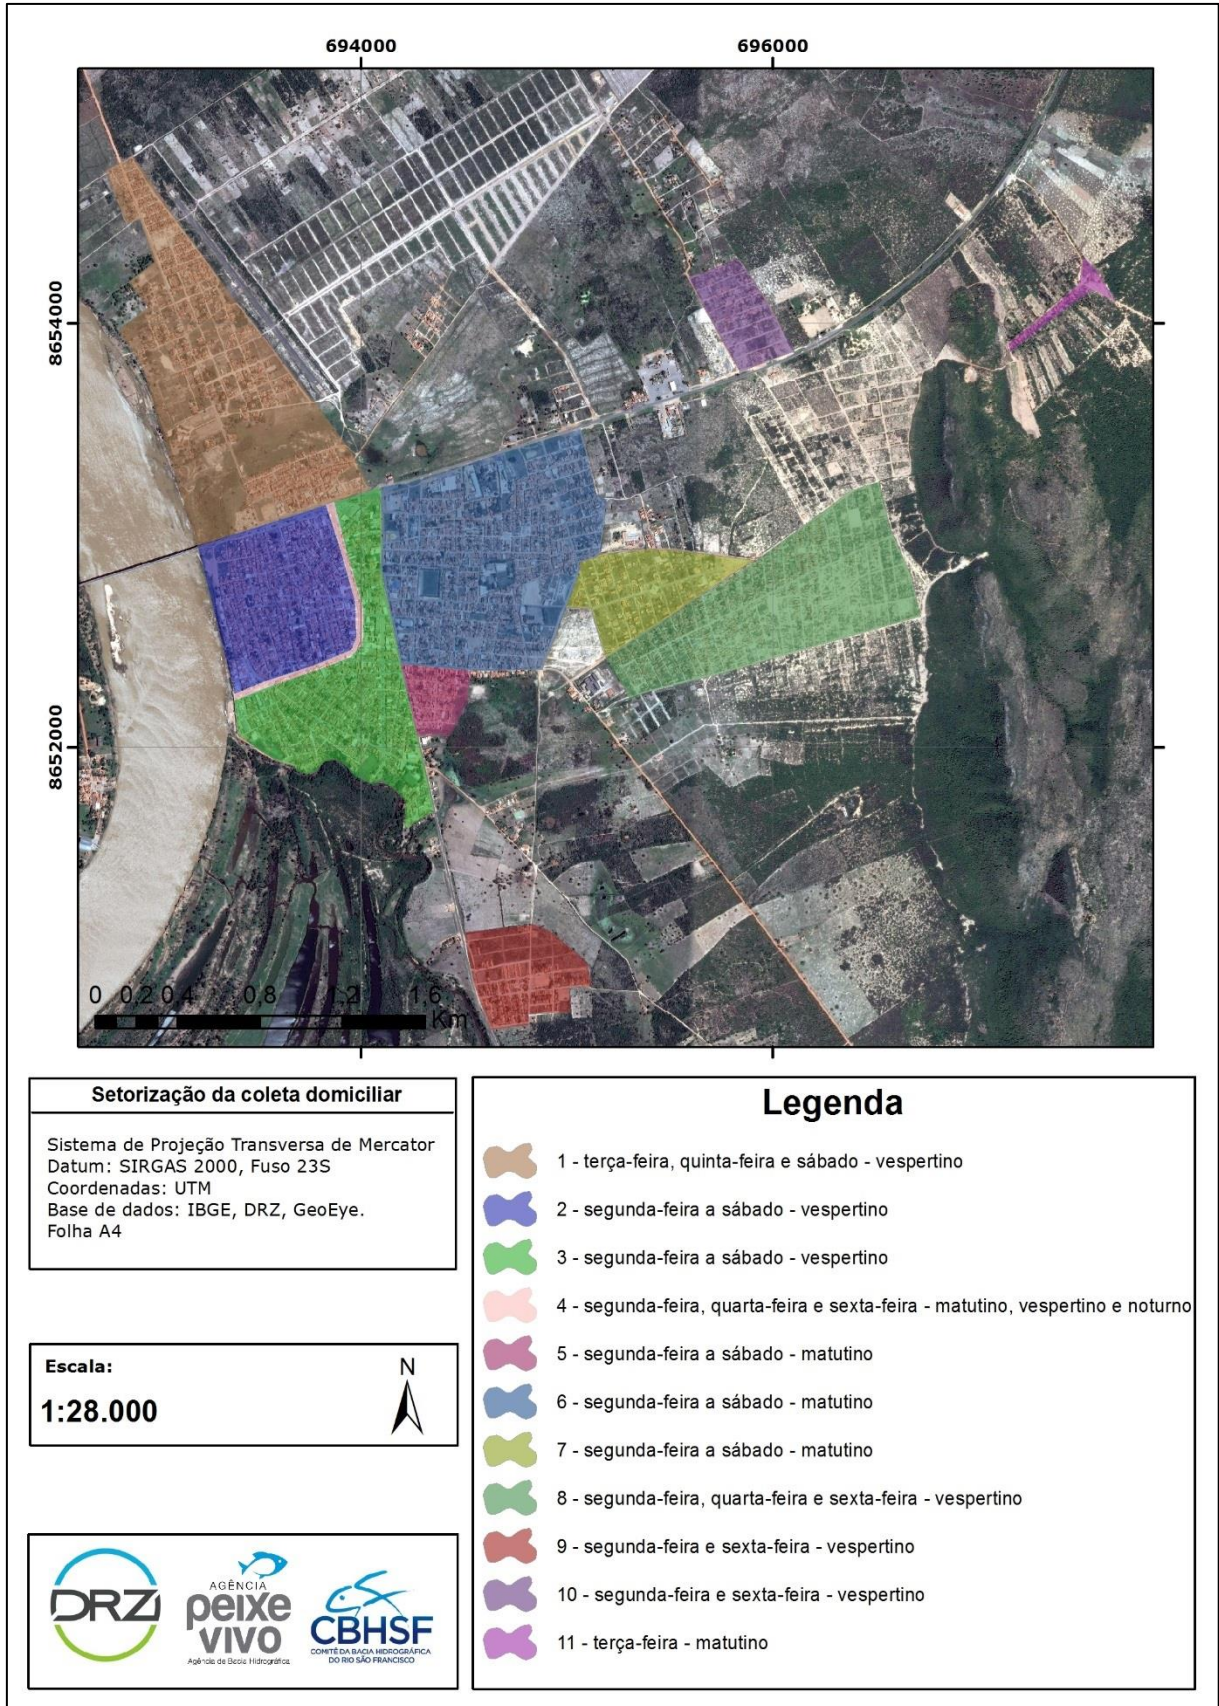 694000
696000
8654000
8652000
0 0,2 0,4 0,8 1,2 1,6
Km
Setorização da coleta domiciliar
Sistema de Projeção Transversa de Mercator
Datum: SIRGAS 2000, Fuso 23S
Coordenadas: UTM
Base de dados: IBGE, DRZ, GeoEye.
Folha A4
Escala:
1:28.000
N
DRZ
AGÊNCIA
peixe
VIVO
Agência de Bacia Hidrográfica
CBHSF
COMITÊ DA BACIA HIDROGRÁFICA
DO RIO SÃO FRANCISCO
Legenda
1 - terça-feira, quinta-feira e sábado - vespertino
2 - segunda-feira a sábado - vespertino
3 - segunda-feira a sábado - vespertino
4 - segunda-feira, quarta-feira e sexta-feira - matutino, vespertino e noturno
5 - segunda-feira a sábado - matutino
6 - segunda-feira a sábado - matutino
7 - segunda-feira a sábado - matutino
8 - segunda-feira, quarta-feira e sexta-feira - vespertino
9 - segunda-feira e sexta-feira - vespertino
10 - segunda-feira e sexta-feira - vespertino
11 - terça-feira - matutino